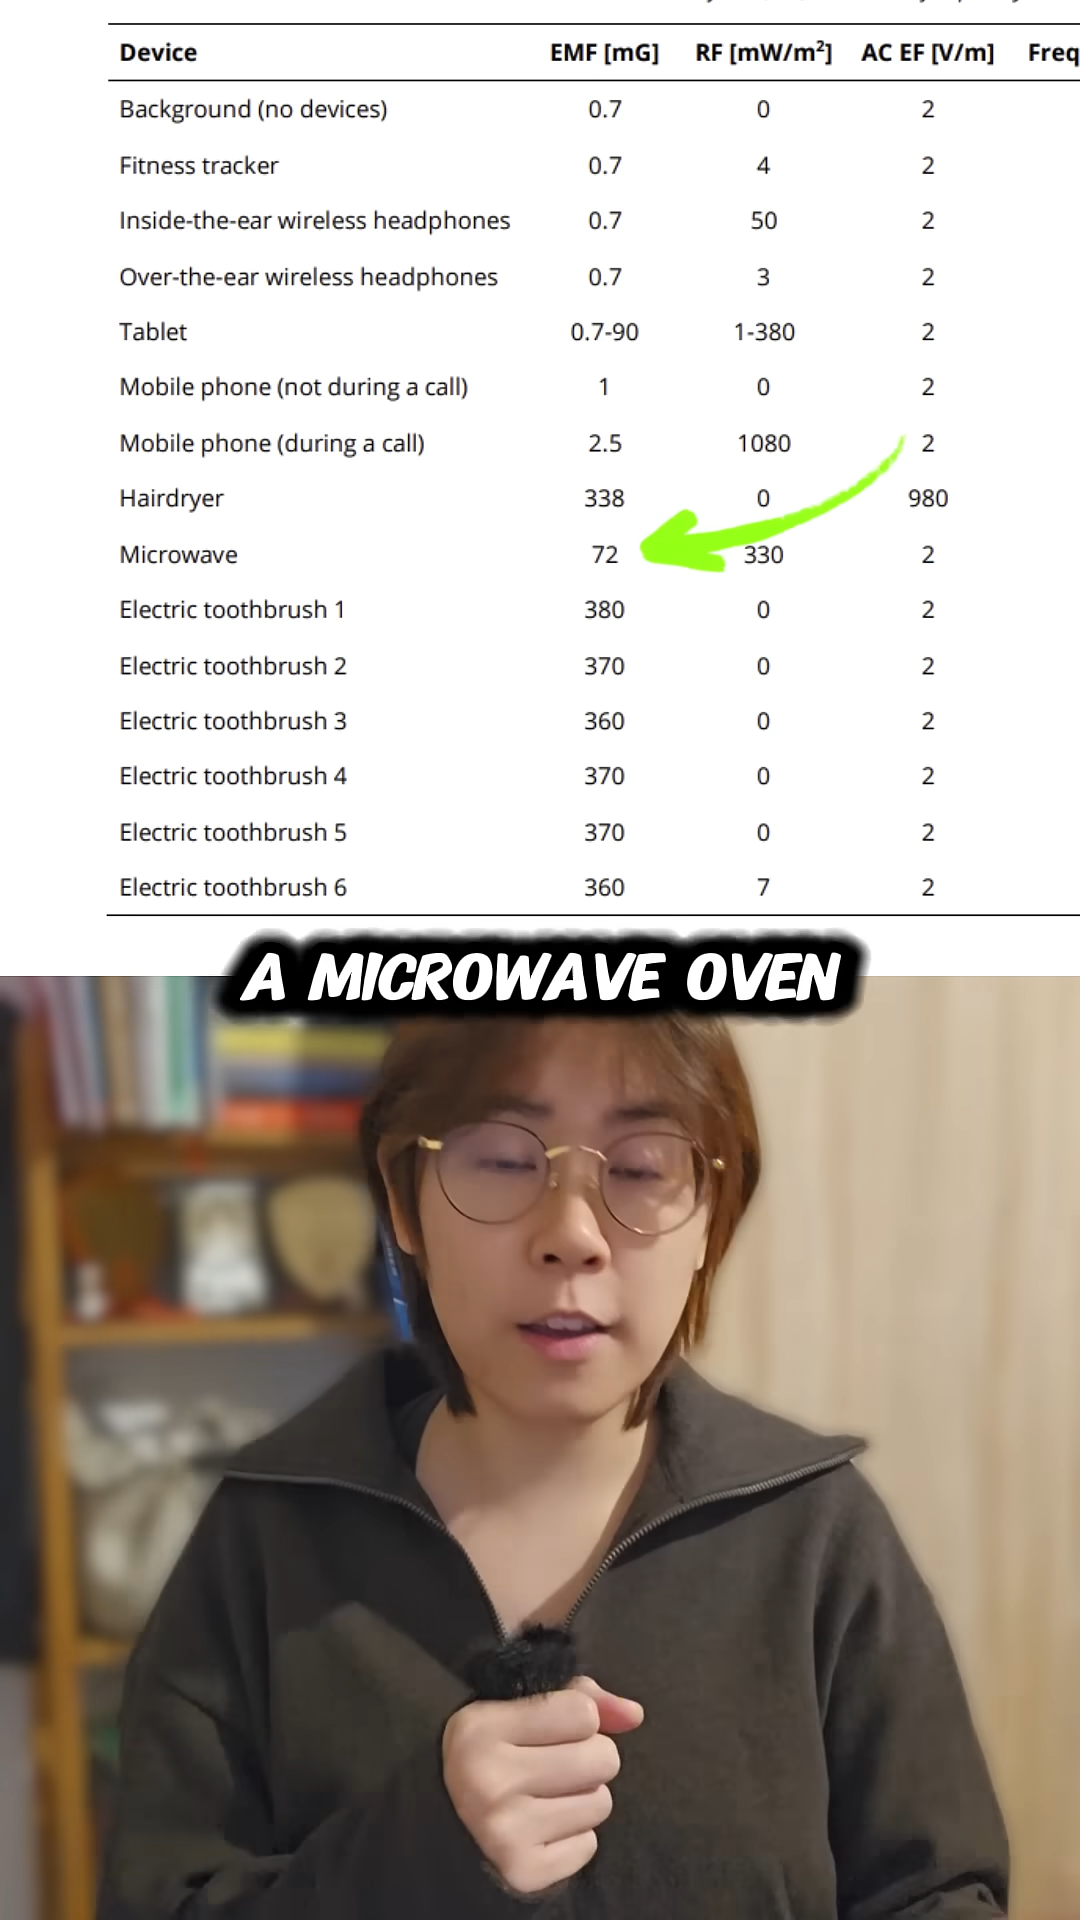 Device EMF [mG] RF [mW/m²] AC EF [V/m] Freq
Background (no devices) 0.7 0 2
Fitness tracker 0.7 4 2
Inside-the-ear wireless headphones 0.7 50 2
Over-the-ear wireless headphones 0.7 3 2
Tablet 0.7-90 1-380 2
Mobile phone (not during a call) 1 0 2
Mobile phone (during a call) 2.5 1080 2
Hairdryer 338 0 980
Microwave 72 330 2
Electric toothbrush 1 380 0 2
Electric toothbrush 2 370 0 2
Electric toothbrush 3 360 0 2
Electric toothbrush 4 370 0 2
Electric toothbrush 5 370 0 2
Electric toothbrush 6 360 7 2
A MICROWAVE OVEN